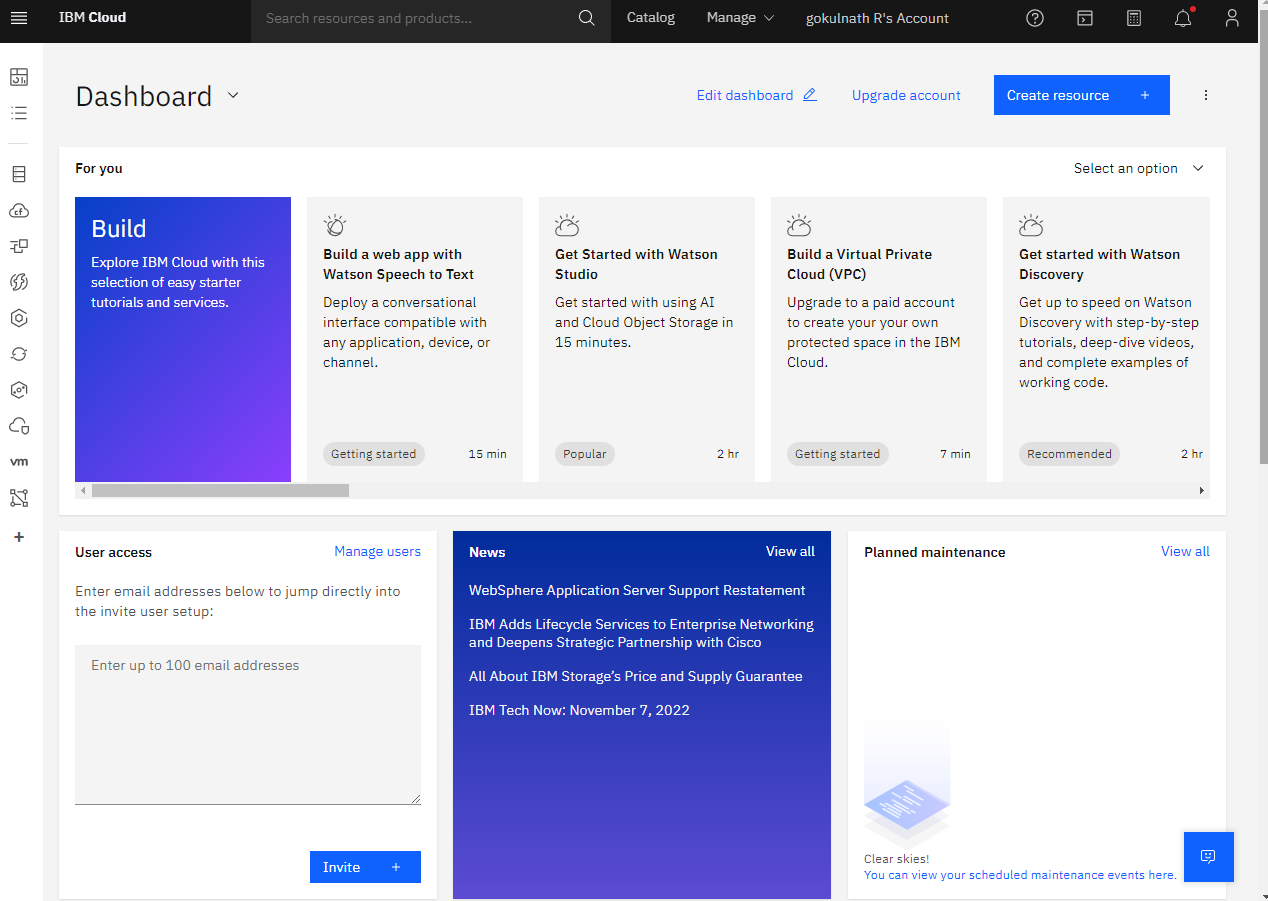 IBM Cloud
Search resources and products...
Catalog
Manage
gokulnath R's Account
Dashboard
Edit dashboard
Upgrade account
Create resource +
For you
Select an option
Build
Explore IBM Cloud with this
selection of easy starter
tutorials and services.
Build a web app with
Watson Speech to Text
Deploy a conversational
interface compatible with
any application, device, or
channel.
Getting started
15 min
Get Started with Watson
Studio
Get started with using AI
and Cloud Object Storage in
15 minutes.
Popular
2 hr
Build a Virtual Private
Cloud (VPC)
Upgrade to a paid account
to create your your own
protected space in the IBM
Cloud.
Getting started
7 min
Get started with Watson
Discovery
Get up to speed on Watson
Discovery with step-by-step
tutorials, deep-dive videos,
and complete examples of
working code.
Recommended
2 hr
cf
vm
+
User access
Manage users
Enter email addresses below to jump directly into
the invite user setup:
Enter up to 100 email addresses
Invite +
News
View all
WebSphere Application Server Support Restatement
IBM Adds Lifecycle Services to Enterprise Networking
and Deepens Strategic Partnership with Cisco
All About IBM Storage’s Price and Supply Guarantee
IBM Tech Now: November 7, 2022
Planned maintenance
View all
Clear skies!
You can view your scheduled maintenance events here.